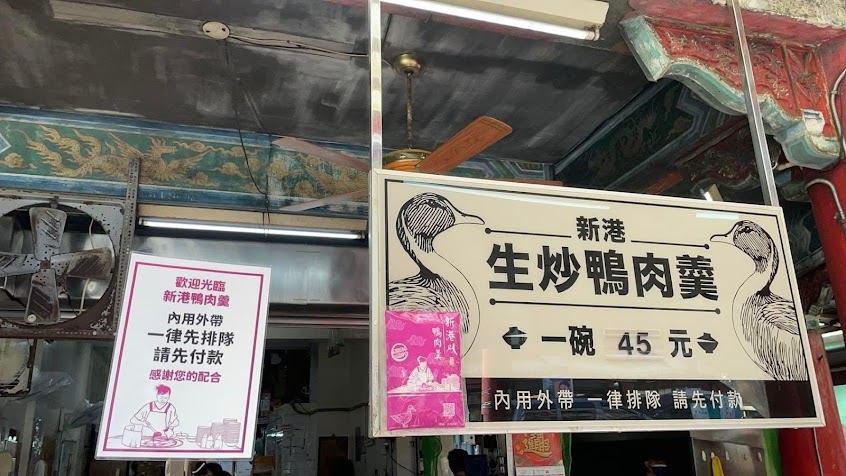 歡迎光臨
新港鴨肉羹
內用外帶
一律先排隊
請先付款
感謝您的配合
新港
生炒鴨肉羹
一碗 45 元
內用外帶 一律排隊 請先付款
鴨肉羹